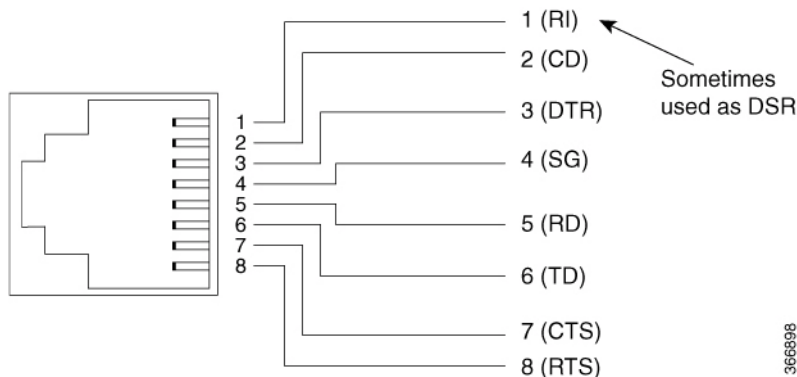 1 (RI)
2 (CD)
Sometimes
used as DSR
3 (DTR)
4 (SG)
5 (RD)
6 (TD)
7 (CTS)
8 (RTS)
1
2
3
4
5
6
7
8
366898